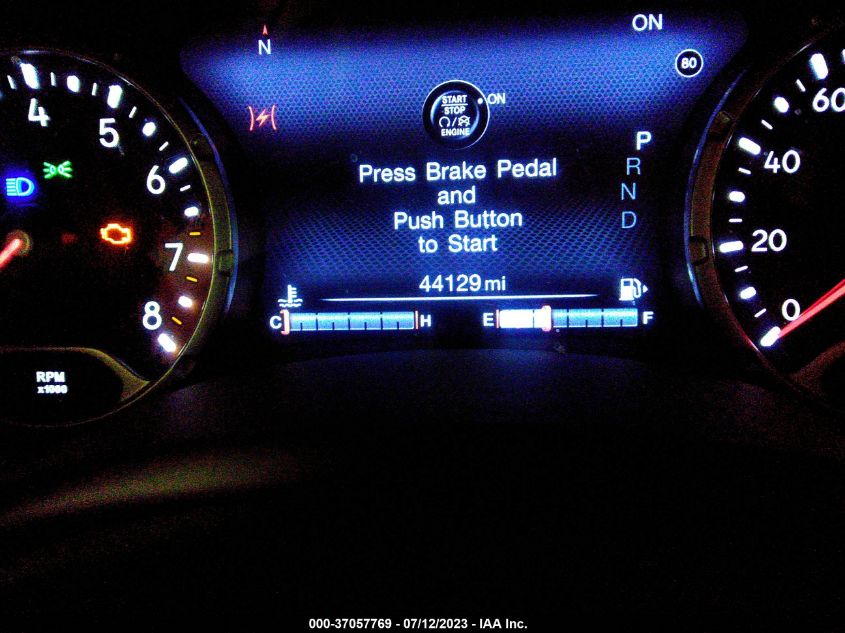 ON
N
80
START
STOP
ON
ENGINE
Press Brake Pedal
and
Push Button
to Start
P
R
N
D
44129 mi
C H
E F
4
5
6
7
8
RPM
x1000
60
40
20
0
000-37057769 - 07/12/2023 - IAA Inc.